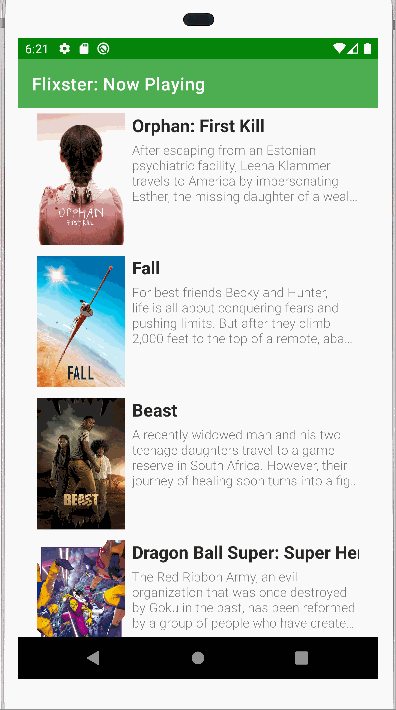 6:21
Flixster: Now Playing
Orphan: First Kill
After escaping from an Estonian
psychiatric facility, Leena Klammer
travels to America by impersonating
Esther, the missing daughter of a weal...
ORPHAN
FIRST KILL
Fall
For best friends Becky and Hunter,
life is all about conquering fears and
pushing limits. But after they climb
2,000 feet to the top of a remote, aba...
FALL
Beast
A recently widowed man and his two
teenage daughters travel to a game
reserve in South Africa. However, their
journey of healing soon turns into a fig...
BEAST
Dragon Ball Super: Super Her
The Red Ribbon Army, an evil
organization that was once destroyed
by Goku in the past, has been reformed
by a group of people who have create...